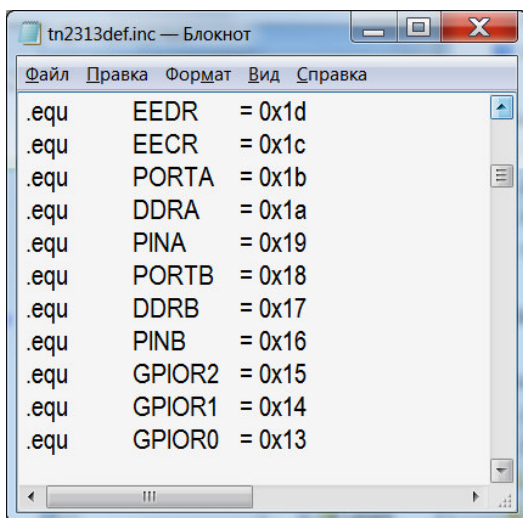 tn2313def.inc — Блокнот
Файл Правка Формат Вид Справка
.equ EEDR = 0x1d
.equ EECR = 0x1c
.equ PORTA = 0x1b
.equ DDRA = 0x1a
.equ PINA = 0x19
.equ PORTB = 0x18
.equ DDRB = 0x17
.equ PINB = 0x16
.equ GPIOR2 = 0x15
.equ GPIOR1 = 0x14
.equ GPIOR0 = 0x13